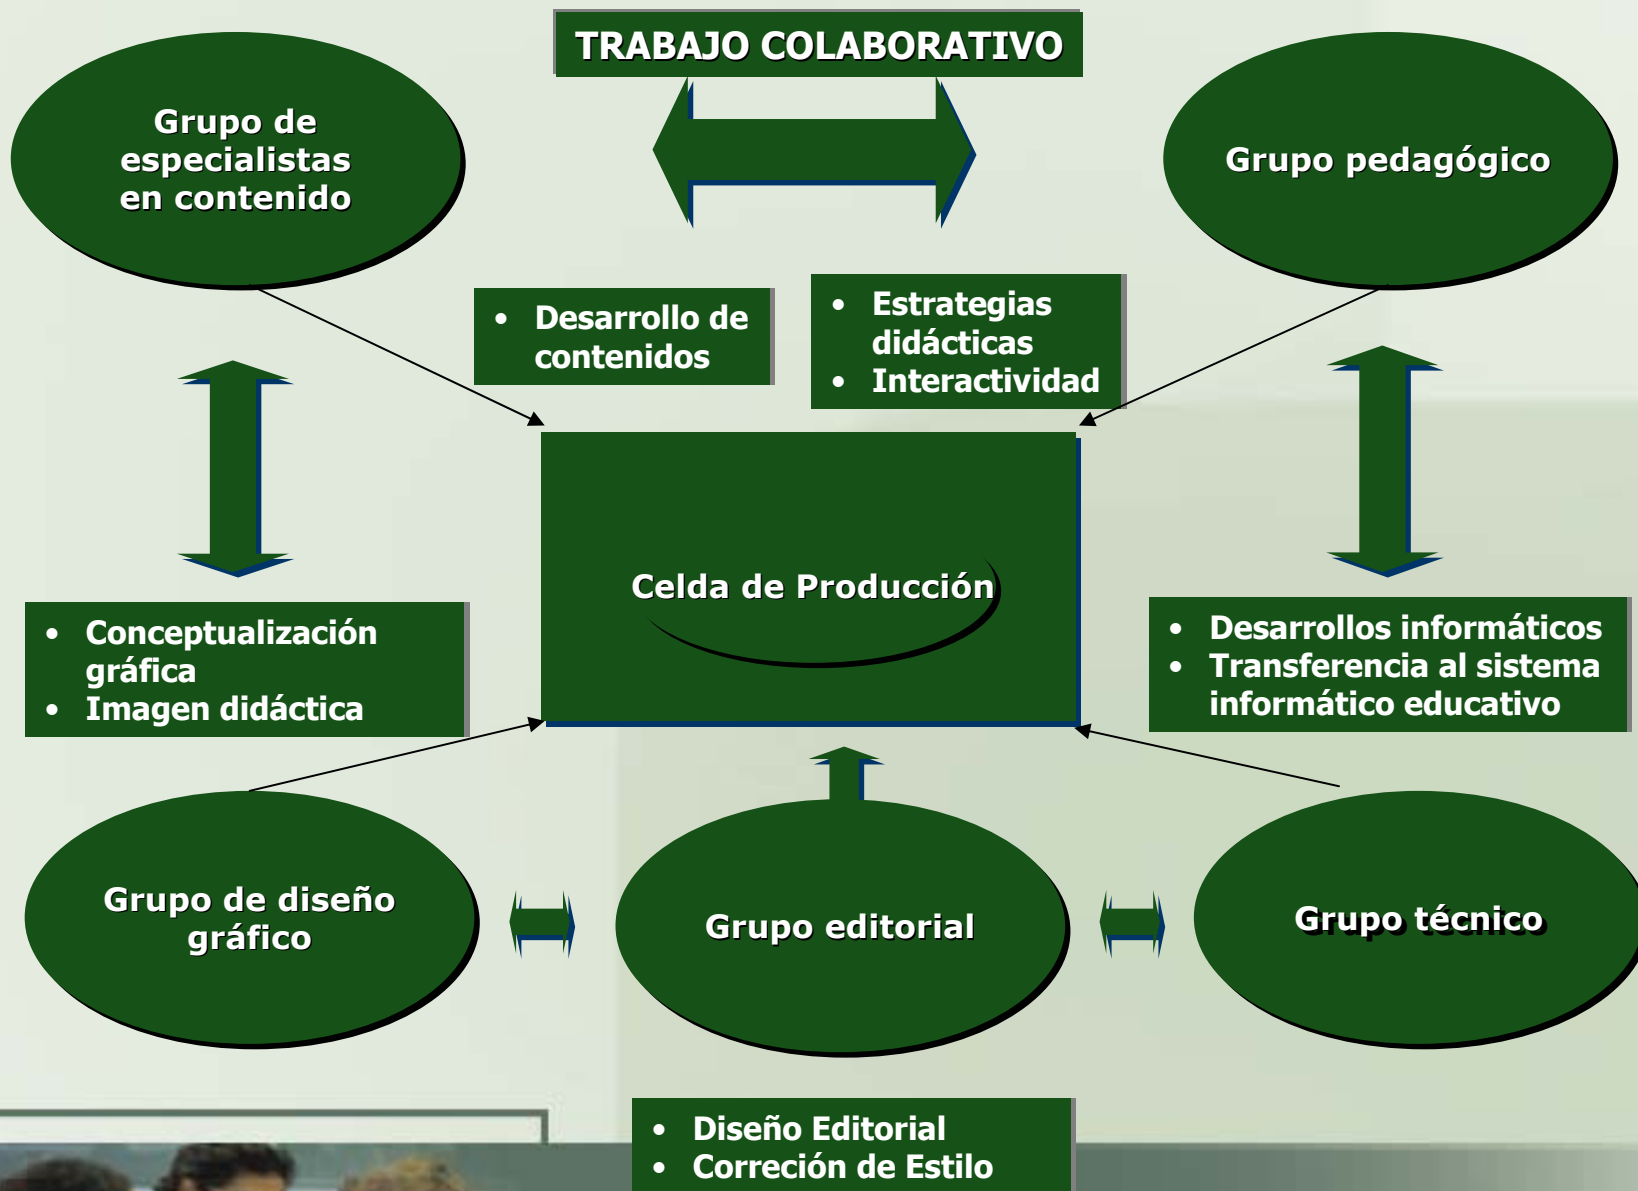 TRABAJO COLABORATIVO
Grupo de
especialistas
en contenido
Grupo pedagógico
• Desarrollo de
contenidos
• Estrategias
didácticas
• Interactividad
Celda de Producción
• Conceptualización
gráfica
• Imagen didáctica
• Desarrollos informáticos
• Transferencia al sistema
informático educativo
Grupo de diseño
gráfico
Grupo editorial
Grupo técnico
• Diseño Editorial
• Correción de Estilo